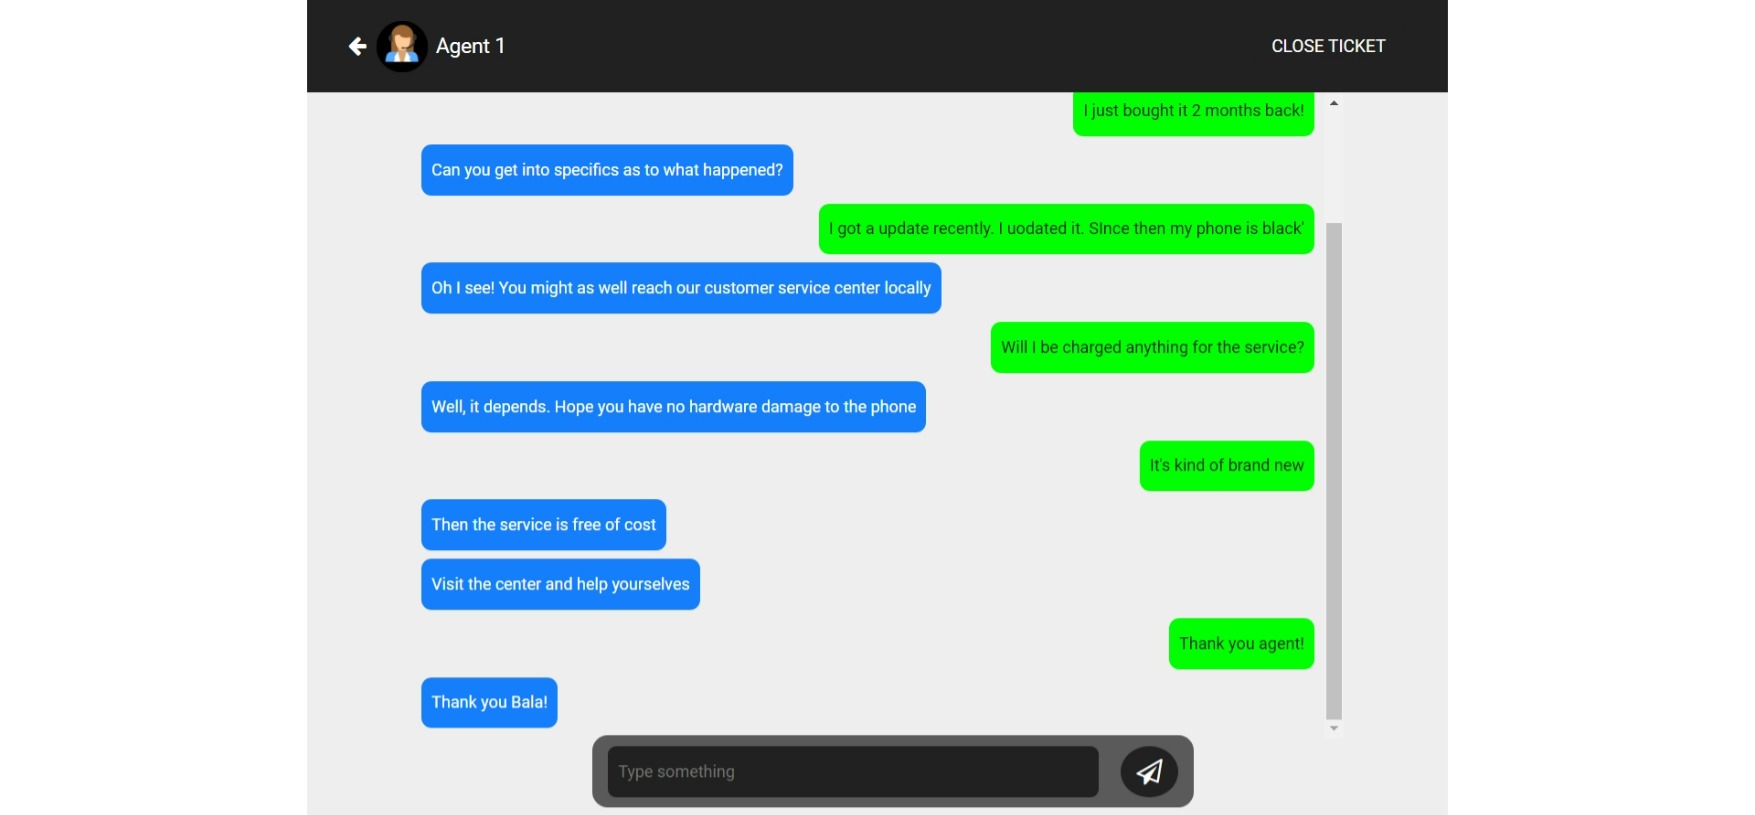 Agent 1
CLOSE TICKET
I just bought it 2 months back!
Can you get into specifics as to what happened?
I got a update recently. I uodated it. SInce then my phone is black'
Oh I see! You might as well reach our customer service center locally
Will I be charged anything for the service?
Well, it depends. Hope you have no hardware damage to the phone
It's kind of brand new
Then the service is free of cost
Visit the center and help yourselves
Thank you agent!
Thank you Bala!
Type something